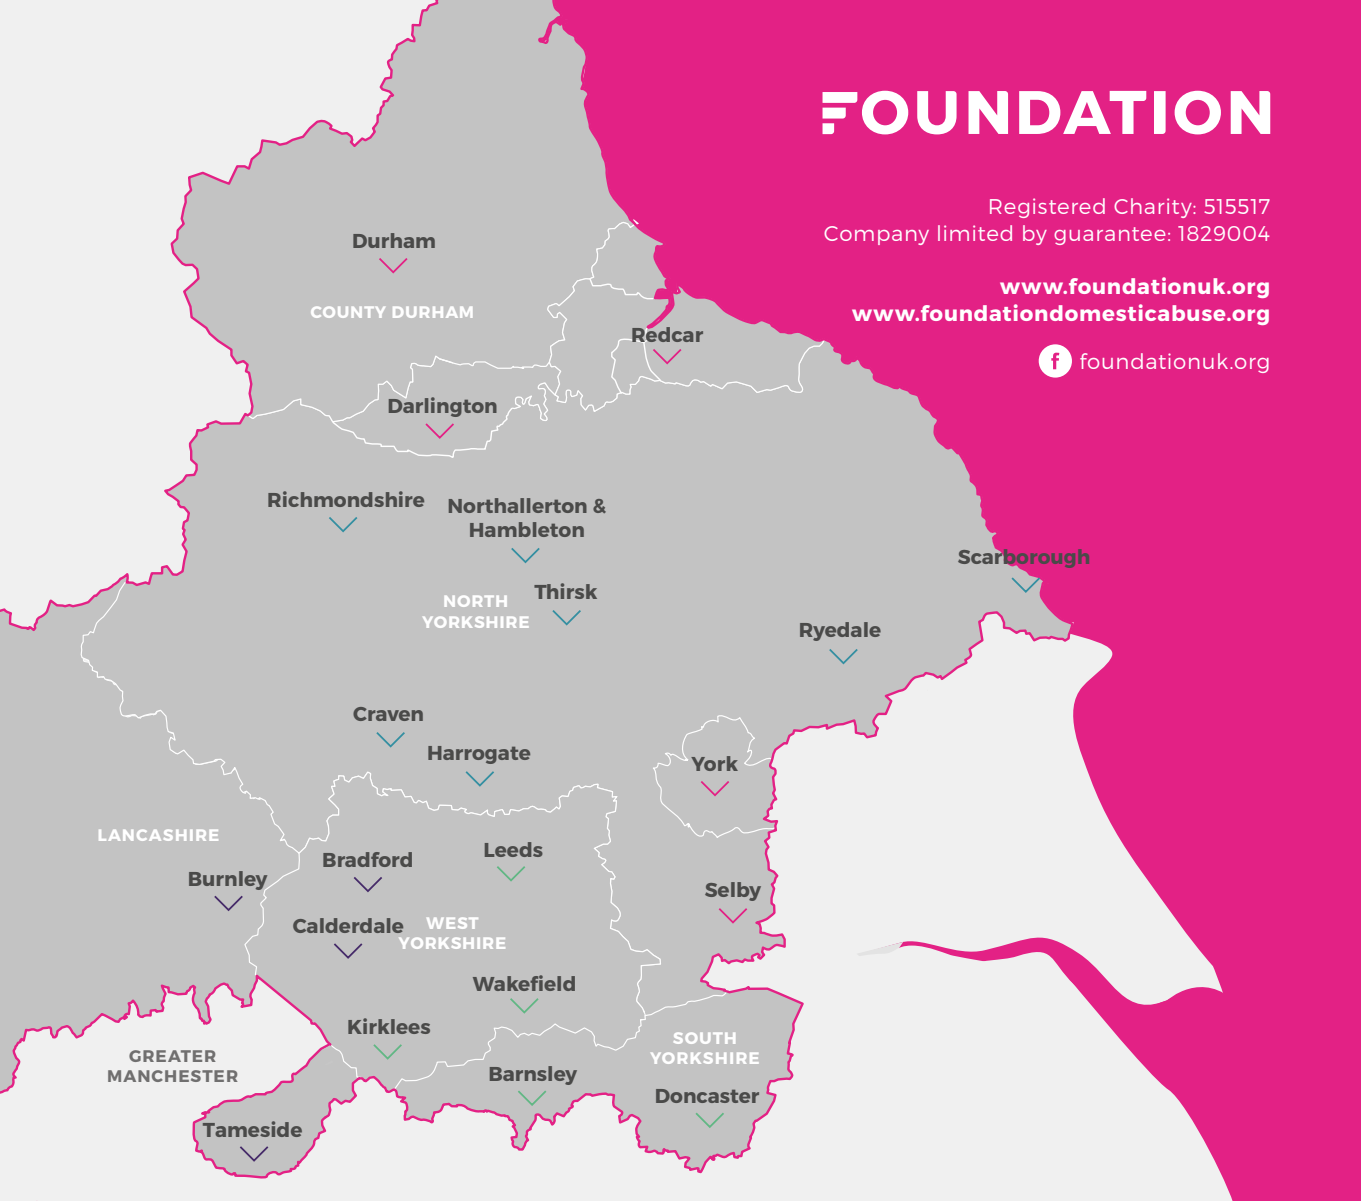 FOUNDATION
Registered Charity: 515517
Company limited by guarantee: 1829004
www.foundationuk.org
www.foundationdomesticabuse.org
f foundationuk.org
Durham
COUNTY DURHAM
Redcar
Darlington
Richmondshire
Northallerton &
Hambleton
Scarborough
Thirsk
NORTH
YORKSHIRE
Ryedale
Craven
Harrogate
York
LANCASHIRE
Bradford
Leeds
Burnley
Selby
Calderdale
WEST
YORKSHIRE
Wakefield
Kirklees
SOUTH
YORKSHIRE
GREATER
MANCHESTER
Barnsley
Doncaster
Tameside